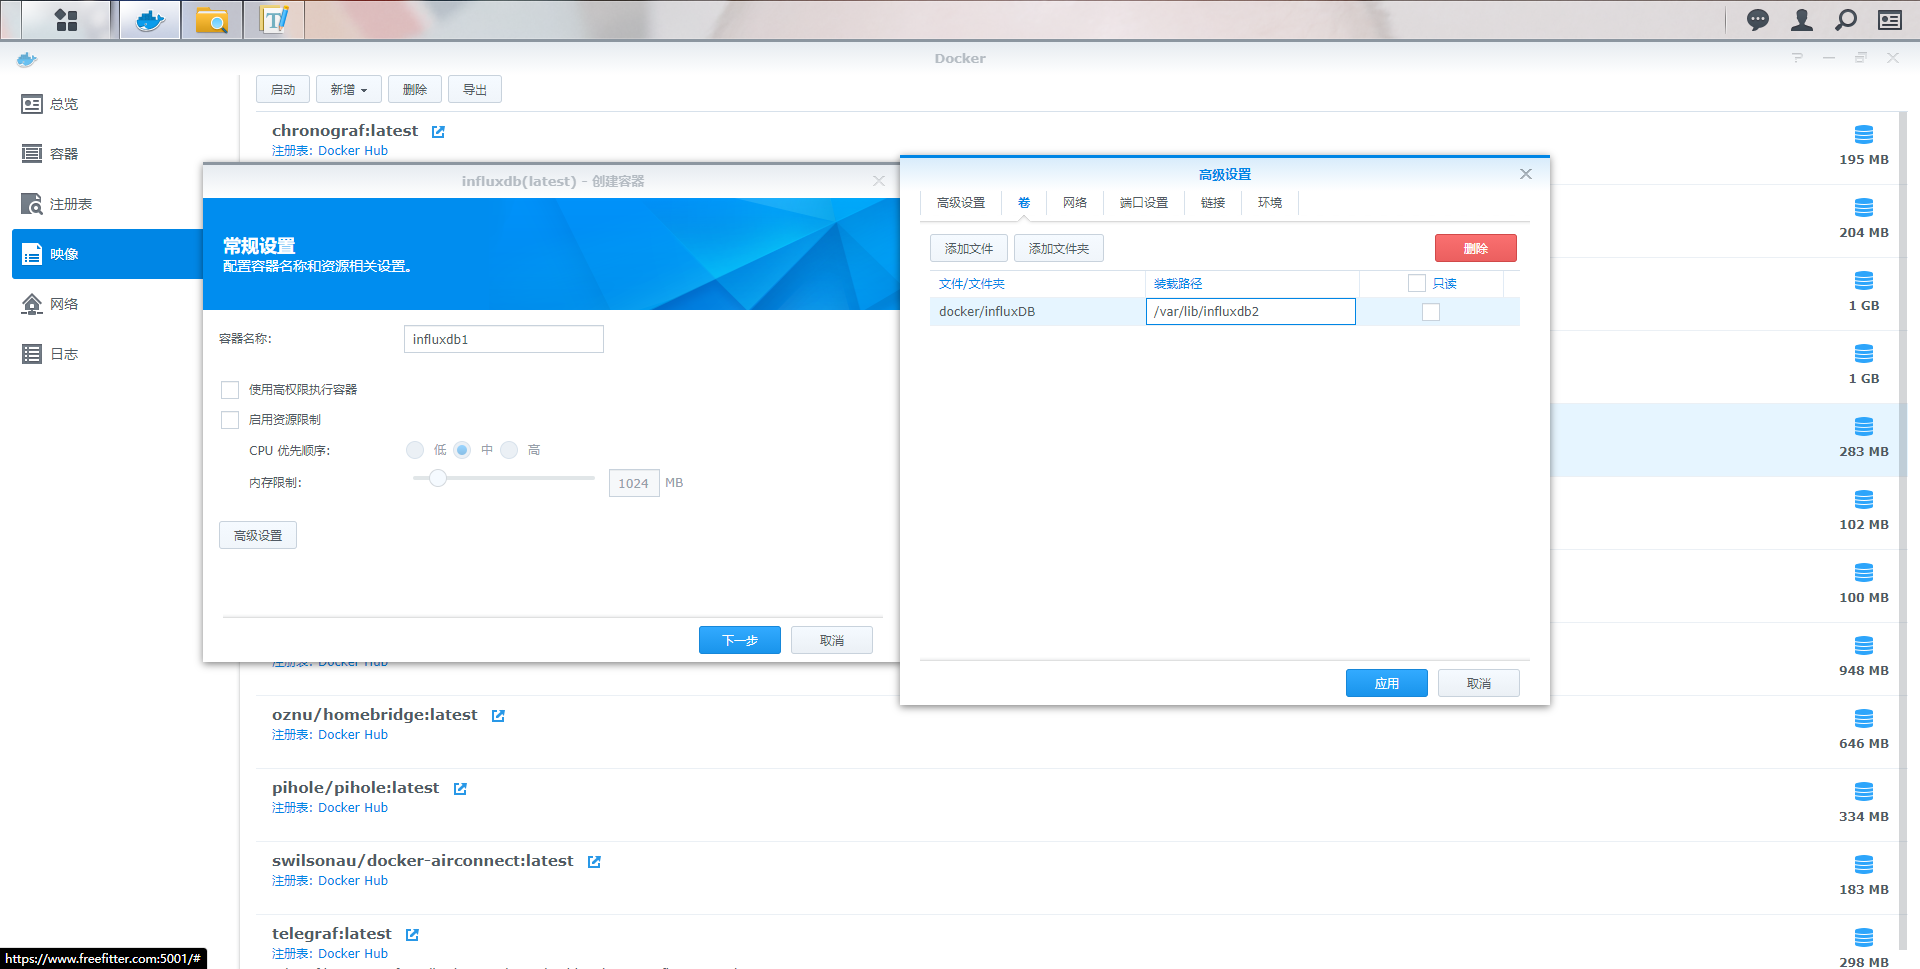 Docker
总览
容器
注册表
映像
网络
日志
启动
新增
删除
导出
chronograf:latest
注册表: Docker Hub
195 MB
204 MB
1 GB
1 GB
283 MB
102 MB
100 MB
948 MB
646 MB
334 MB
183 MB
298 MB
influxdb(latest) - 创建容器
常规设置
配置容器名称和资源相关设置。
容器名称:
influxdb1
使用高权限执行容器
启用资源限制
CPU 优先顺序:
低
中
高
内存限制:
1024
MB
高级设置
下一步
取消
高级设置
高级设置
卷
网络
端口设置
链接
环境
添加文件
添加文件夹
删除
文件/文件夹
装载路径
只读
docker/influxDB
/var/lib/influxdb2
应用
取消
注册表: Docker Hub
oznu/homebridge:latest
注册表: Docker Hub
pihole/pihole:latest
注册表: Docker Hub
swilsonau/docker-airconnect:latest
注册表: Docker Hub
telegraf:latest
注册表: Docker Hub
https://www.freefitter.com:5001/#